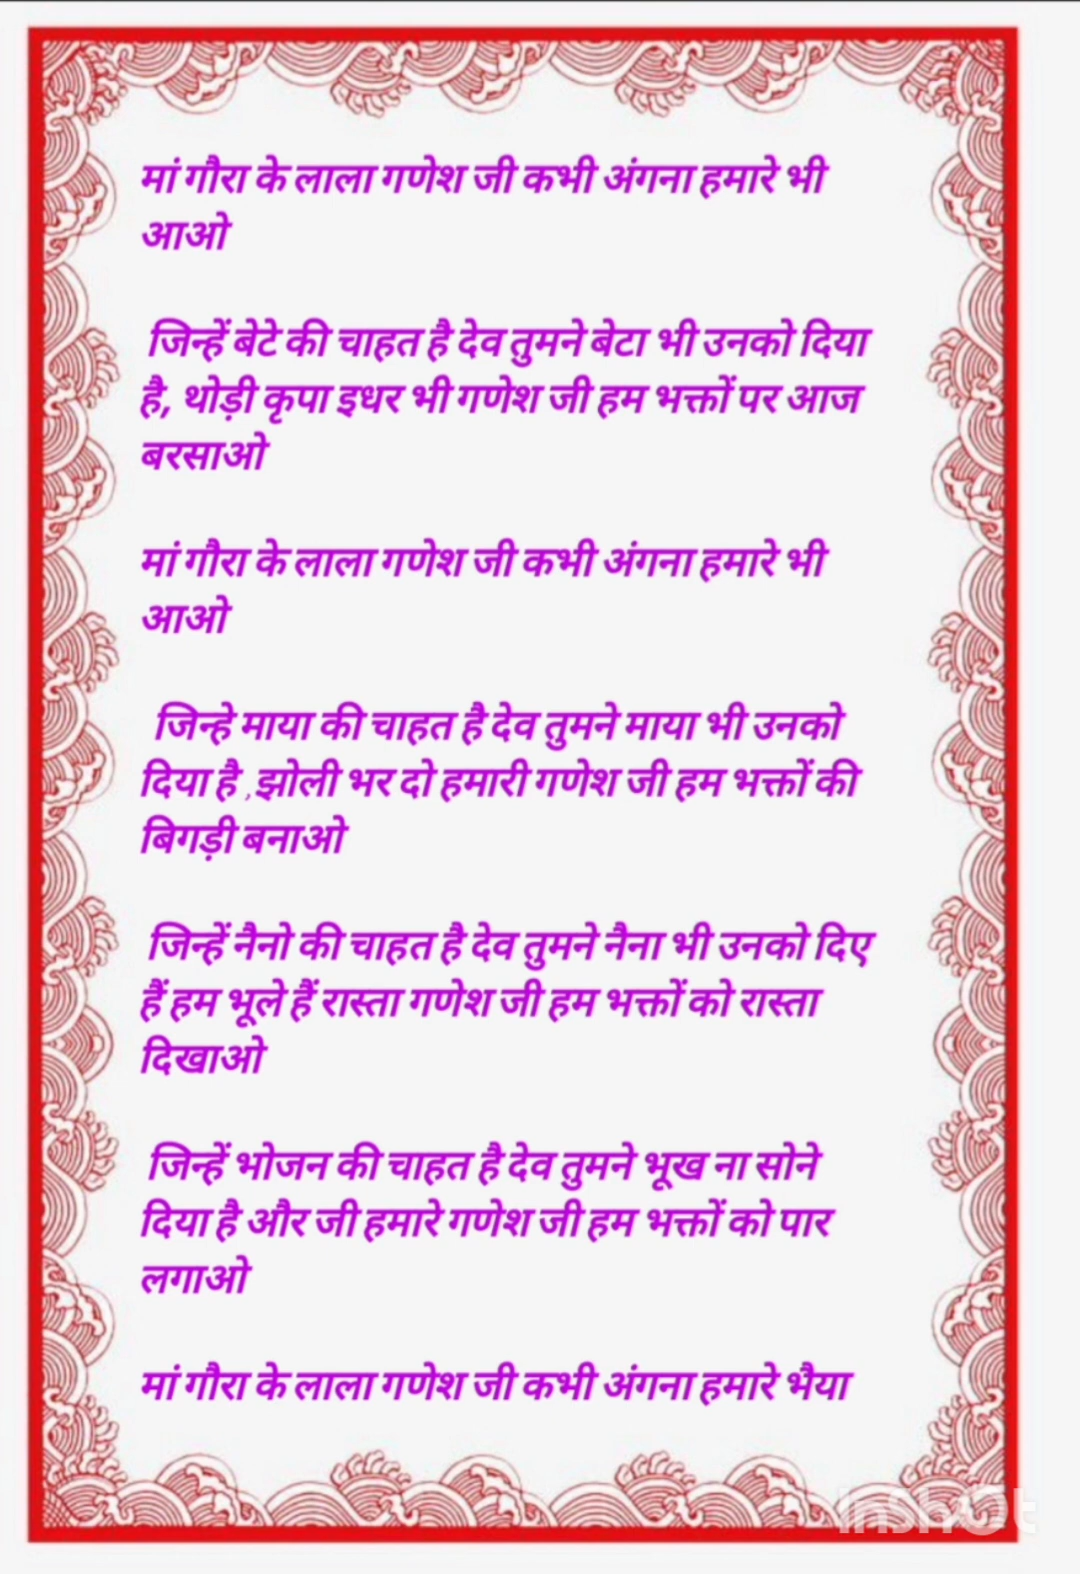 मां गौरा के लाला गणेश जी कभी अंगना हमारे भी
आओ
जिन्हें बेटे की चाहत है देव तुमने बेटा भी उनको दिया
है, थोड़ी कृपा इधर भी गणेश जी हम भक्तों पर आज
बरसाओ
मां गौरा के लाला गणेश जी कभी अंगना हमारे भी
आओ
जिन्हे माया की चाहत है देव तुमने माया भी उनको
दिया है ,झोली भर दो हमारी गणेश जी हम भक्तों की
बिगड़ी बनाओ
जिन्हें नैनो की चाहत है देव तुमने नैना भी उनको दिए
हैं हम भूले हैं रास्ता गणेश जी हम भक्तों को रास्ता
दिखाओ
जिन्हें भोजन की चाहत है देव तुमने भूख ना सोने
दिया है और जी हमारे गणेश जी हम भक्तों को पार
लगाओ
मां गौरा के लाला गणेश जी कभी अंगना हमारे भैया
InShOt